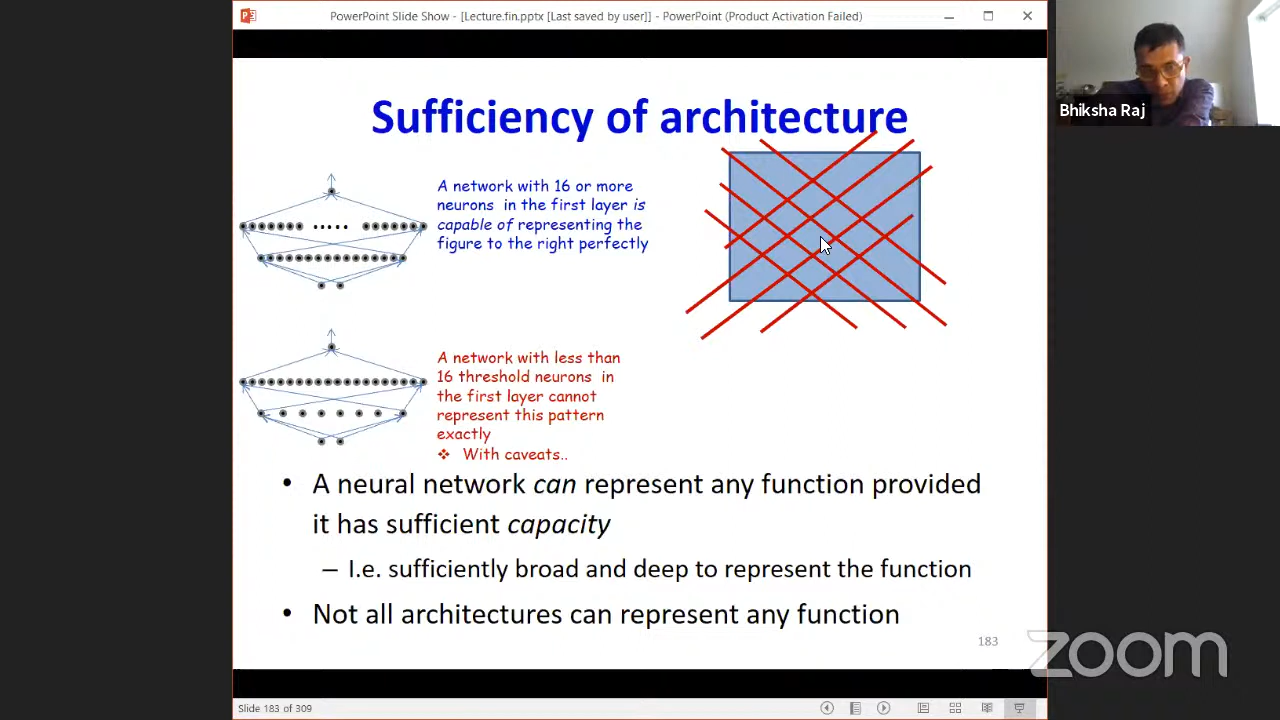 PowerPoint Slide Show - [Lecture.fin.pptx [Last saved by user]] - PowerPoint (Product Activation Failed)
Bhiksha Raj
Sufficiency of architecture
A network with 16 or more
neurons in the first layer is
capable of representing the
figure to the right perfectly
A network with less than
16 threshold neurons in
the first layer cannot
represent this pattern
exactly
❖ With caveats..
• A neural network can represent any function provided
it has sufficient capacity
– I.e. sufficiently broad and deep to represent the function
• Not all architectures can represent any function
183
zoom
Slide 183 of 309